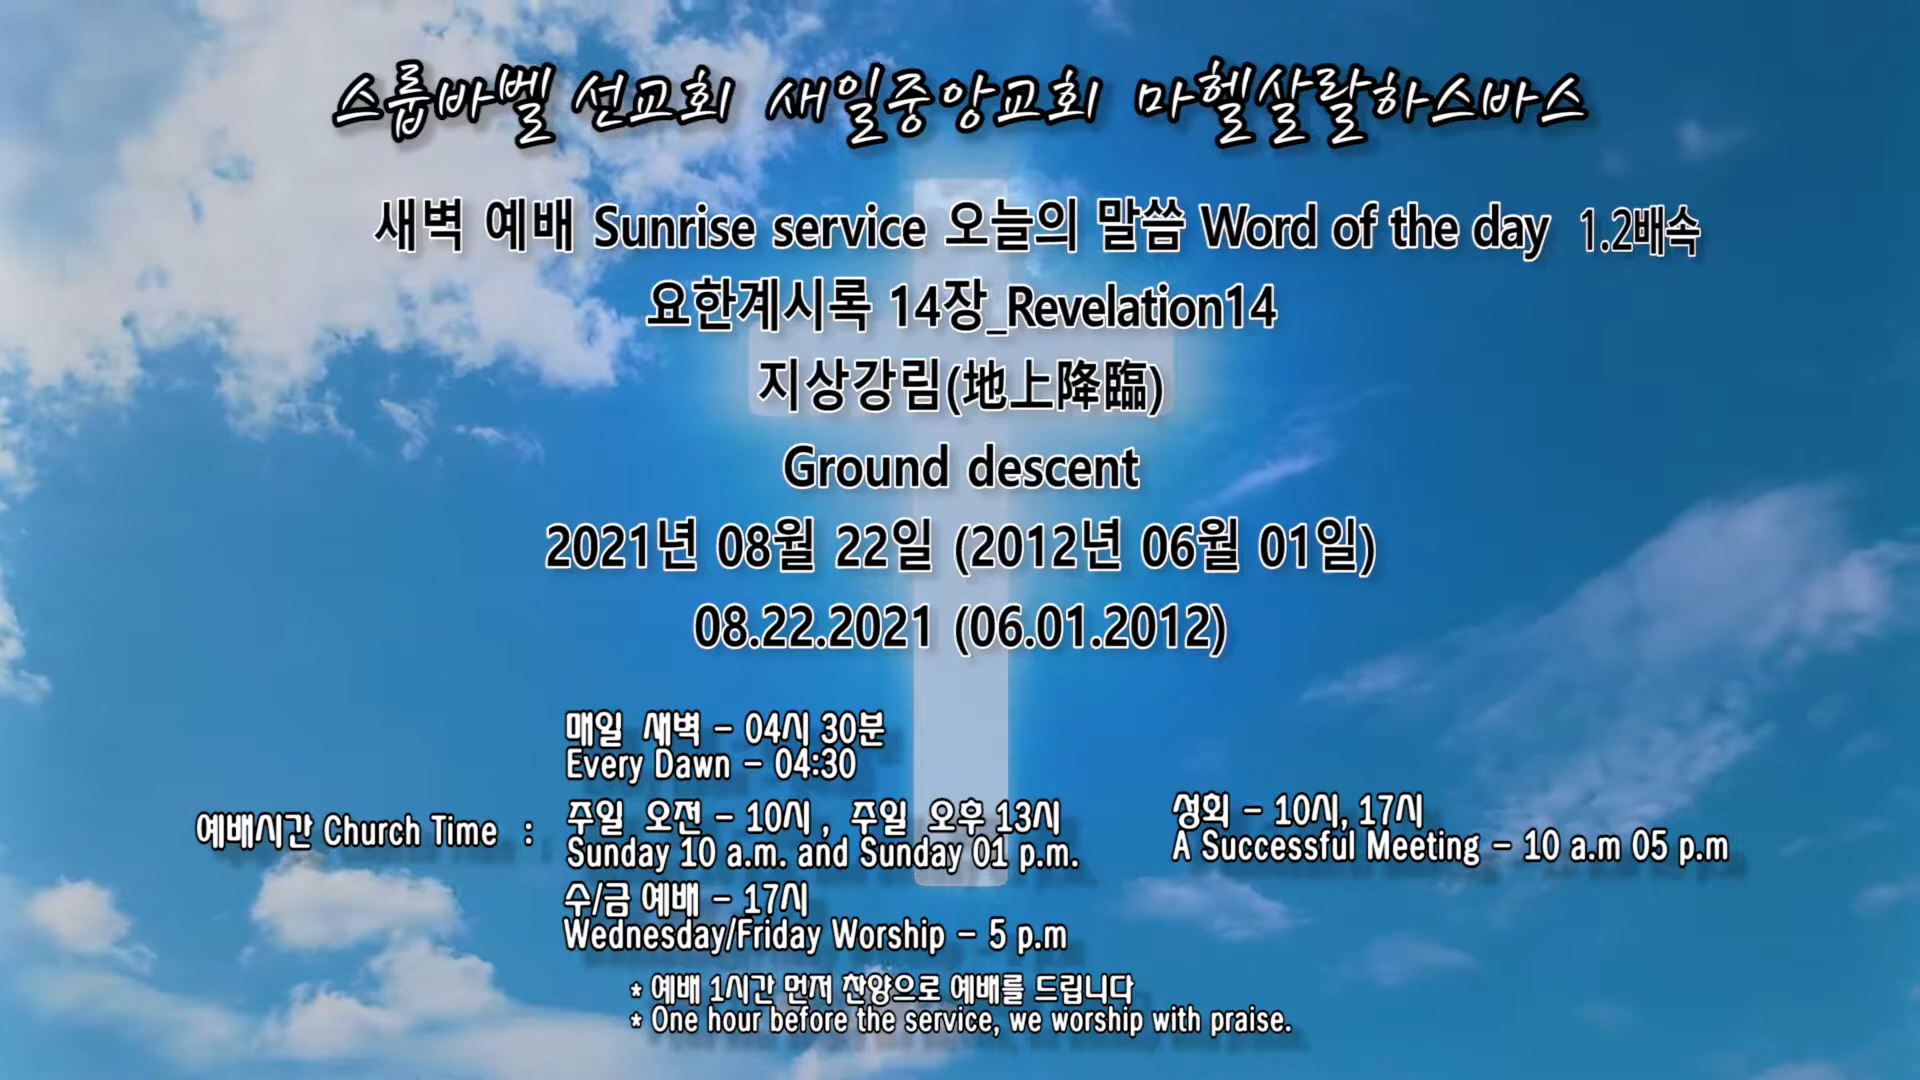 스룹바벨 선교회 새일중앙교회 마헬살랄하스바스
새벽 예배 Sunrise service 오늘의 말씀 Word of the day 1.2배속
요한계시록 14장_Revelation14
지상강림(地上降臨)
Ground descent
2021년 08월 22일 (2012년 06월 01일)
08.22.2021 (06.01.2012)
매일 새벽 - 04시 30분
Every Dawn - 04:30
예배시간 Church Time :
주일 오전 - 10시 , 주일 오후 13시
Sunday 10 a.m. and Sunday 01 p.m.
수/금 예배 - 17시
Wednesday/Friday Worship - 5 p.m
성회 - 10시, 17시
A Successful Meeting - 10 a.m 05 p.m
* 예배 1시간 먼저 찬양으로 예배를 드립니다
* One hour before the service, we worship with praise.